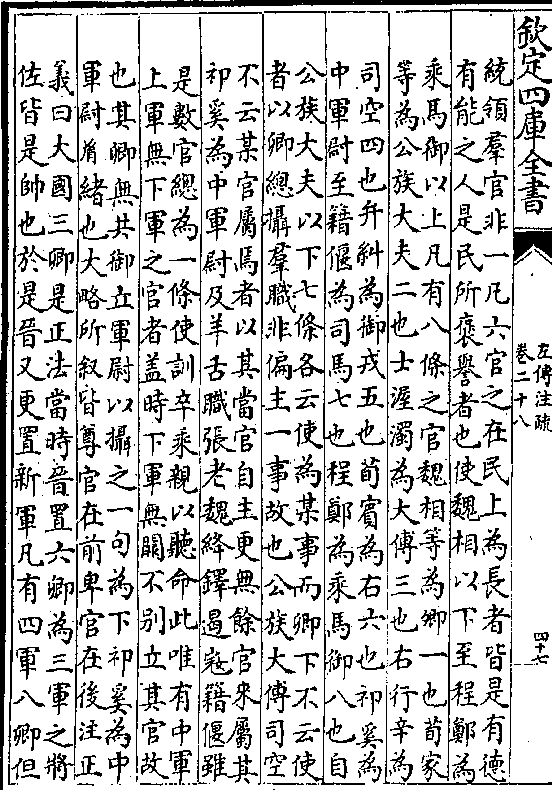 欽定四庫全書
左傳注疏
卷二十八
四十七
統領羣官非一凡六官之在民上為長者皆是有德
有能之人是民所褒譽者也使魏相以下至程鄭為
乘馬御以上凡有八條之官魏相等為卿一也荀家
等為公族大夫二也士渥濁為大傅三也右行辛為
司空四也弁糾為御戎五也荀賓為右六也祁奚為
中軍尉至籍偃為司馬七也程鄭為乘馬御八也自
公族大夫以下七條各云使為某事而卿下不云使
者以卿總攝羣職非偏主一事故也公族大傅司空
不云某官屬焉者以其當官自主更無餘官來屬其
祁奚為中軍尉及羊舌職張老魏絳鐸遏寇籍偃雖
是數官總為一條使訓卒乘親以聽命此唯有中軍
上軍無下軍之官者盖時下軍無闕不別立其官故
也其卿無共御立軍尉以攝之一句為下祁奚為中
軍尉緒也大略所叙皆尊官在前卑官在後注正
義曰大國三卿是正法當時晉置六卿為三軍之將
佐皆是帥也於是晉又更置新軍凡有四軍八卿但